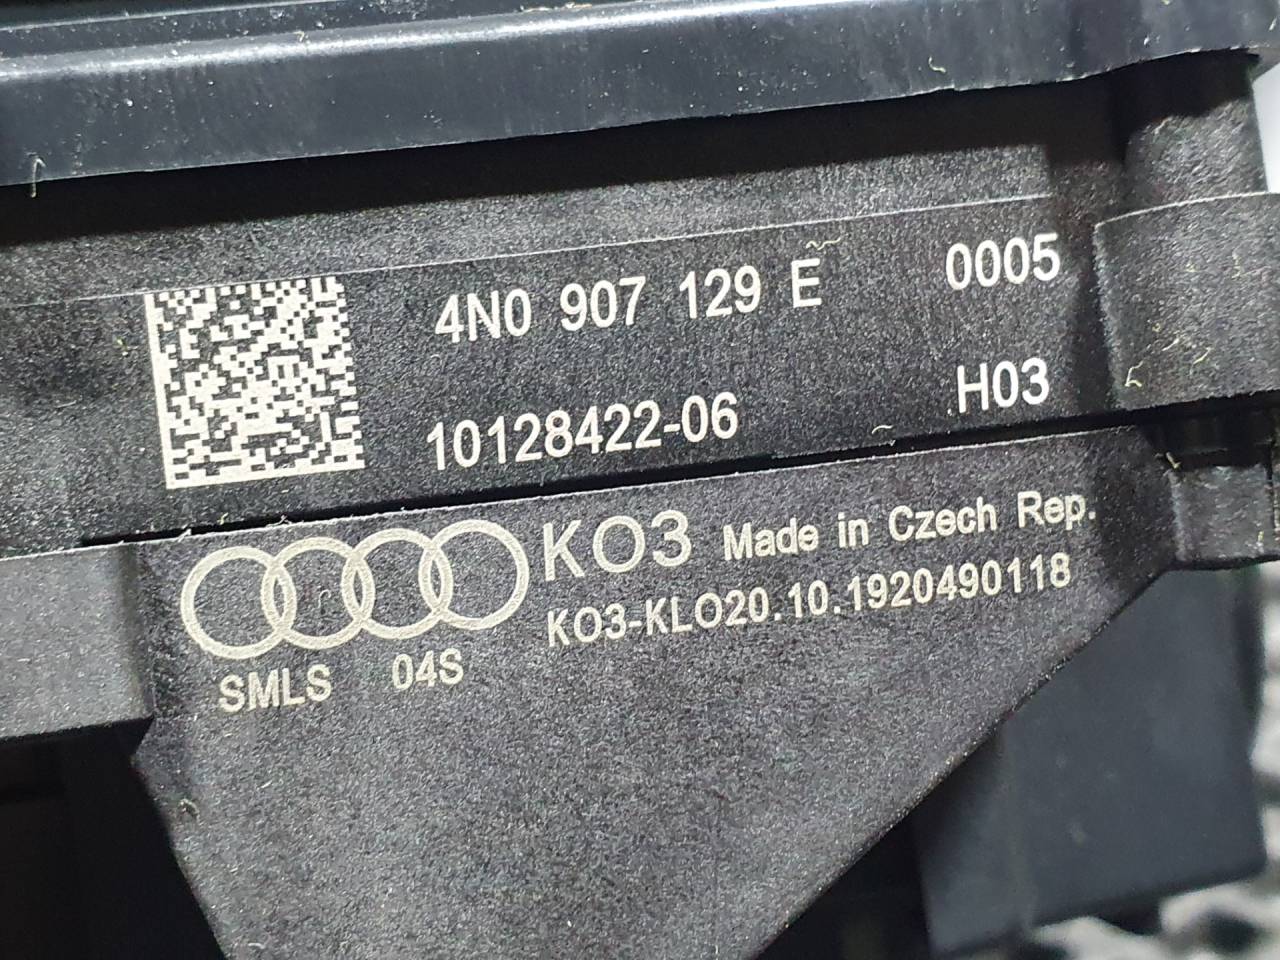 4N0 907 129 E 0005
10128422-06 H03
KO3 Made in Czech Rep.
KO3-KLO20.10.1920490118
SMLS 04S